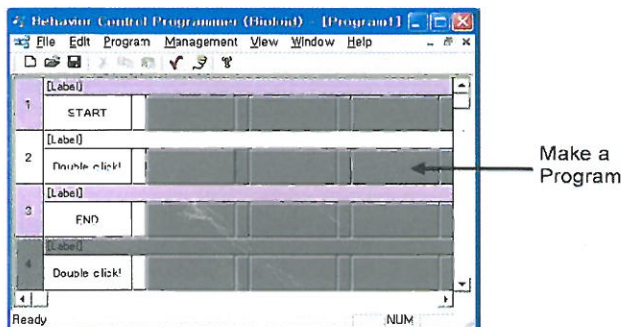 Behavior Control Programmer (Bioloid) - [Program1]
File Edit Program Management View Window Help
[Label]
1
START
[Label]
2
Double click!
Make a
Program
[Label]
3
END
[Label]
4
Double click!
Ready
NUM